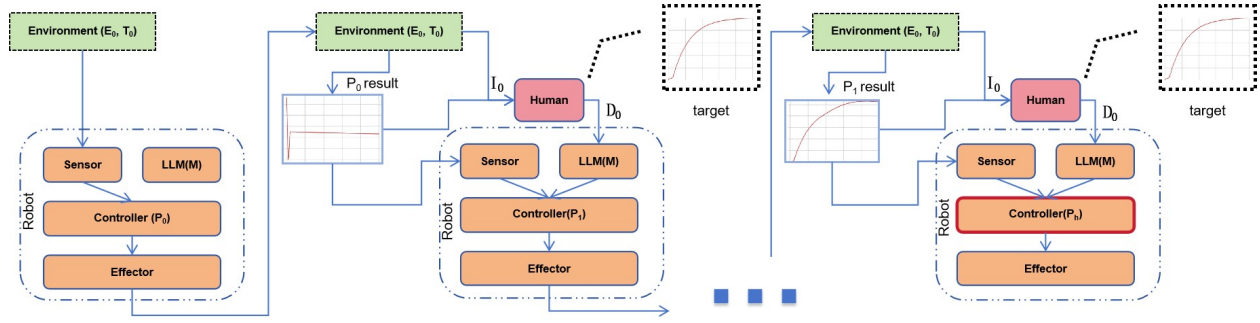 Environment (E₀, T₀)
Sensor
LLM(M)
Robot
Controller (P₀)
Effector
Environment (E₀, T₀)
P₀ result
I₀
Human
D₀
target
Sensor
LLM(M)
Robot
Controller(P₁)
Effector
Environment (E₀, T₀)
P₁ result
I₀
Human
D₀
target
Sensor
LLM(M)
Robot
Controller(Pₕ)
Effector